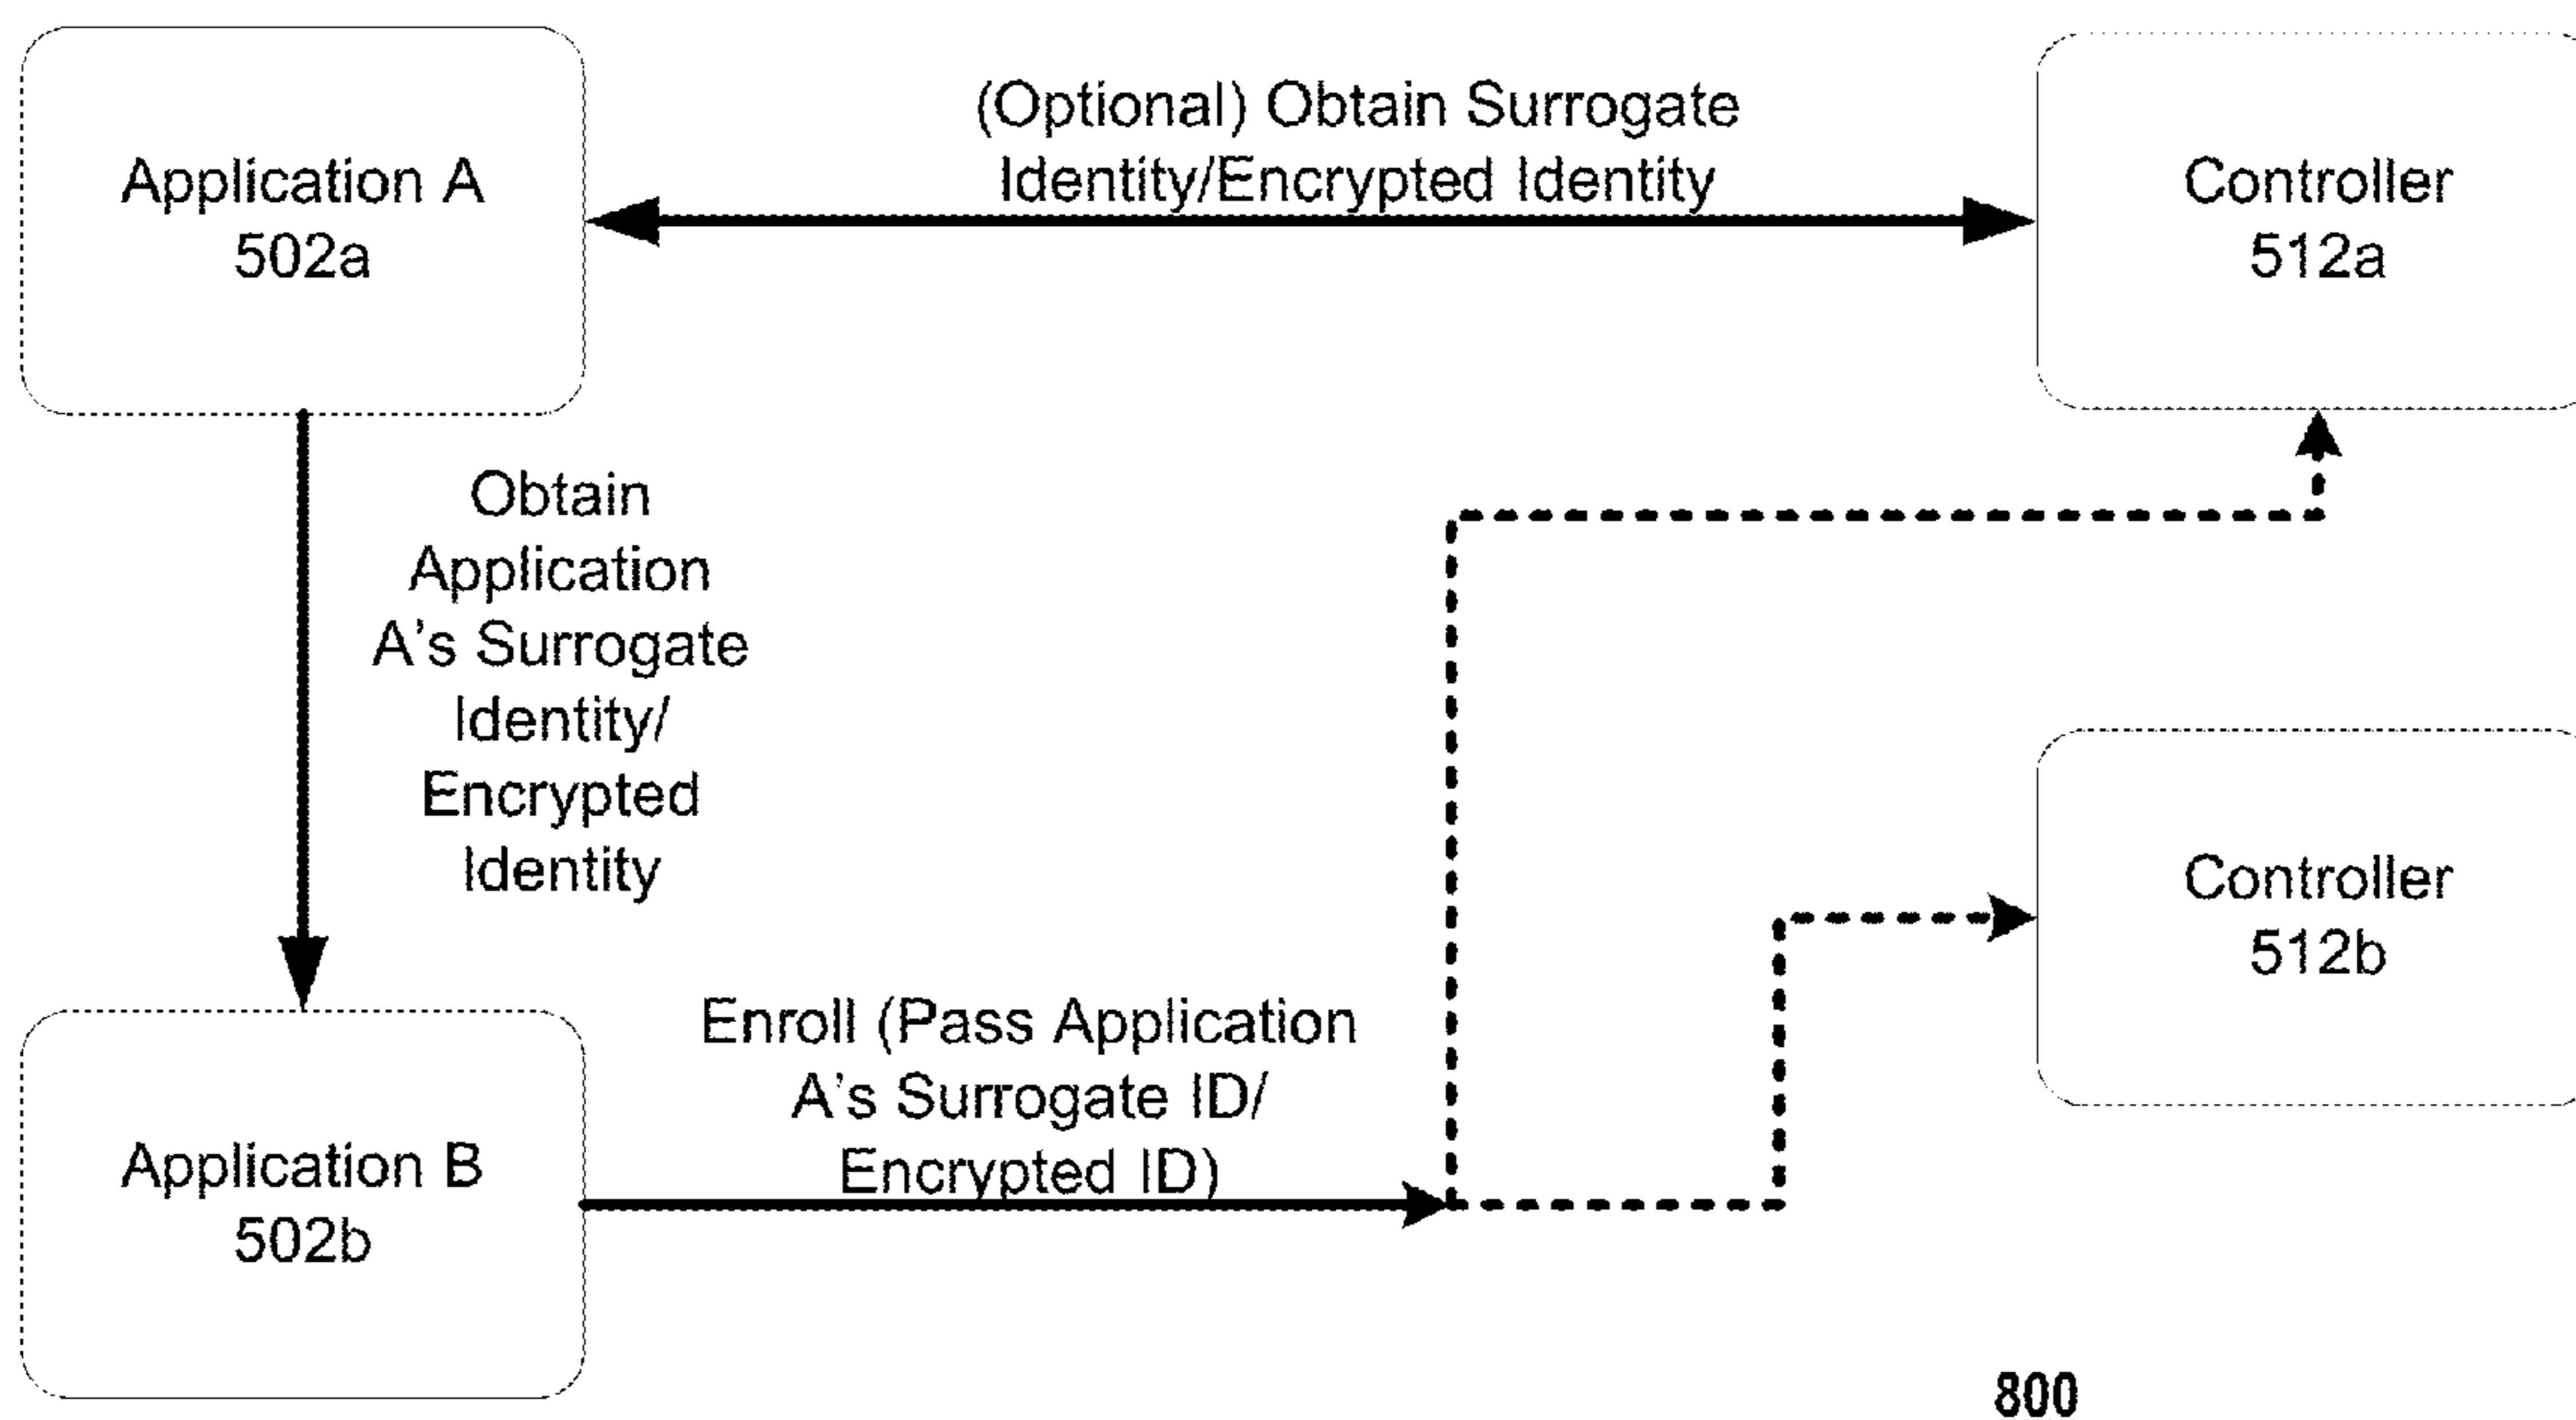 (Optional) Obtain Surrogate
Identity/Encrypted Identity
Application A
502a
Controller
512a
Obtain
Application
A's Surrogate
Identity/
Encrypted
Identity
Controller
512b
Enroll (Pass Application
A's Surrogate ID/
Encrypted ID)
Application B
502b
800